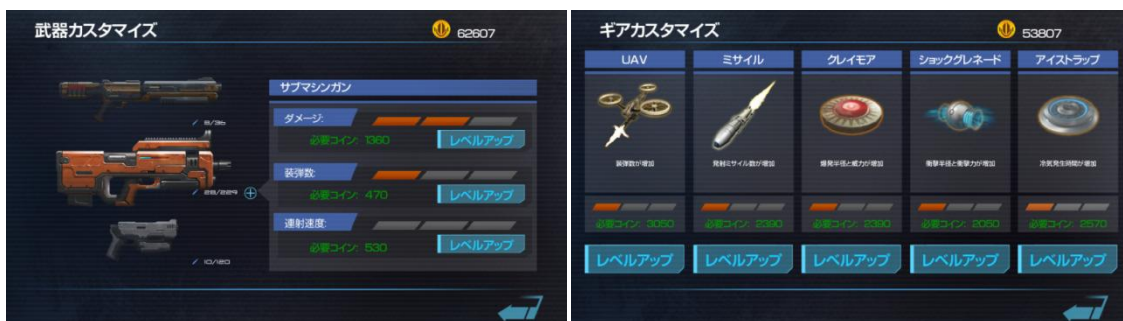 武器カスタマイズ
62607
8/36
28/229
10/120
サブマシンガン
ダメージ:
必要コイン: 1360
レベルアップ
装弾数:
必要コイン: 470
レベルアップ
連射速度:
必要コイン: 530
レベルアップ
ギアカスタマイズ
53807
UAV
ミサイル
クレイモア
ショックグレネード
アイストラップ
装弾数が増加
発射ミサイル数が増加
爆発半径と威力が増加
衝撃半径と衝撃力が増加
冷気発生時間が増加
必要コイン: 3060
必要コイン: 2390
必要コイン: 2390
必要コイン: 2050
必要コイン: 2570
レベルアップ
レベルアップ
レベルアップ
レベルアップ
レベルアップ